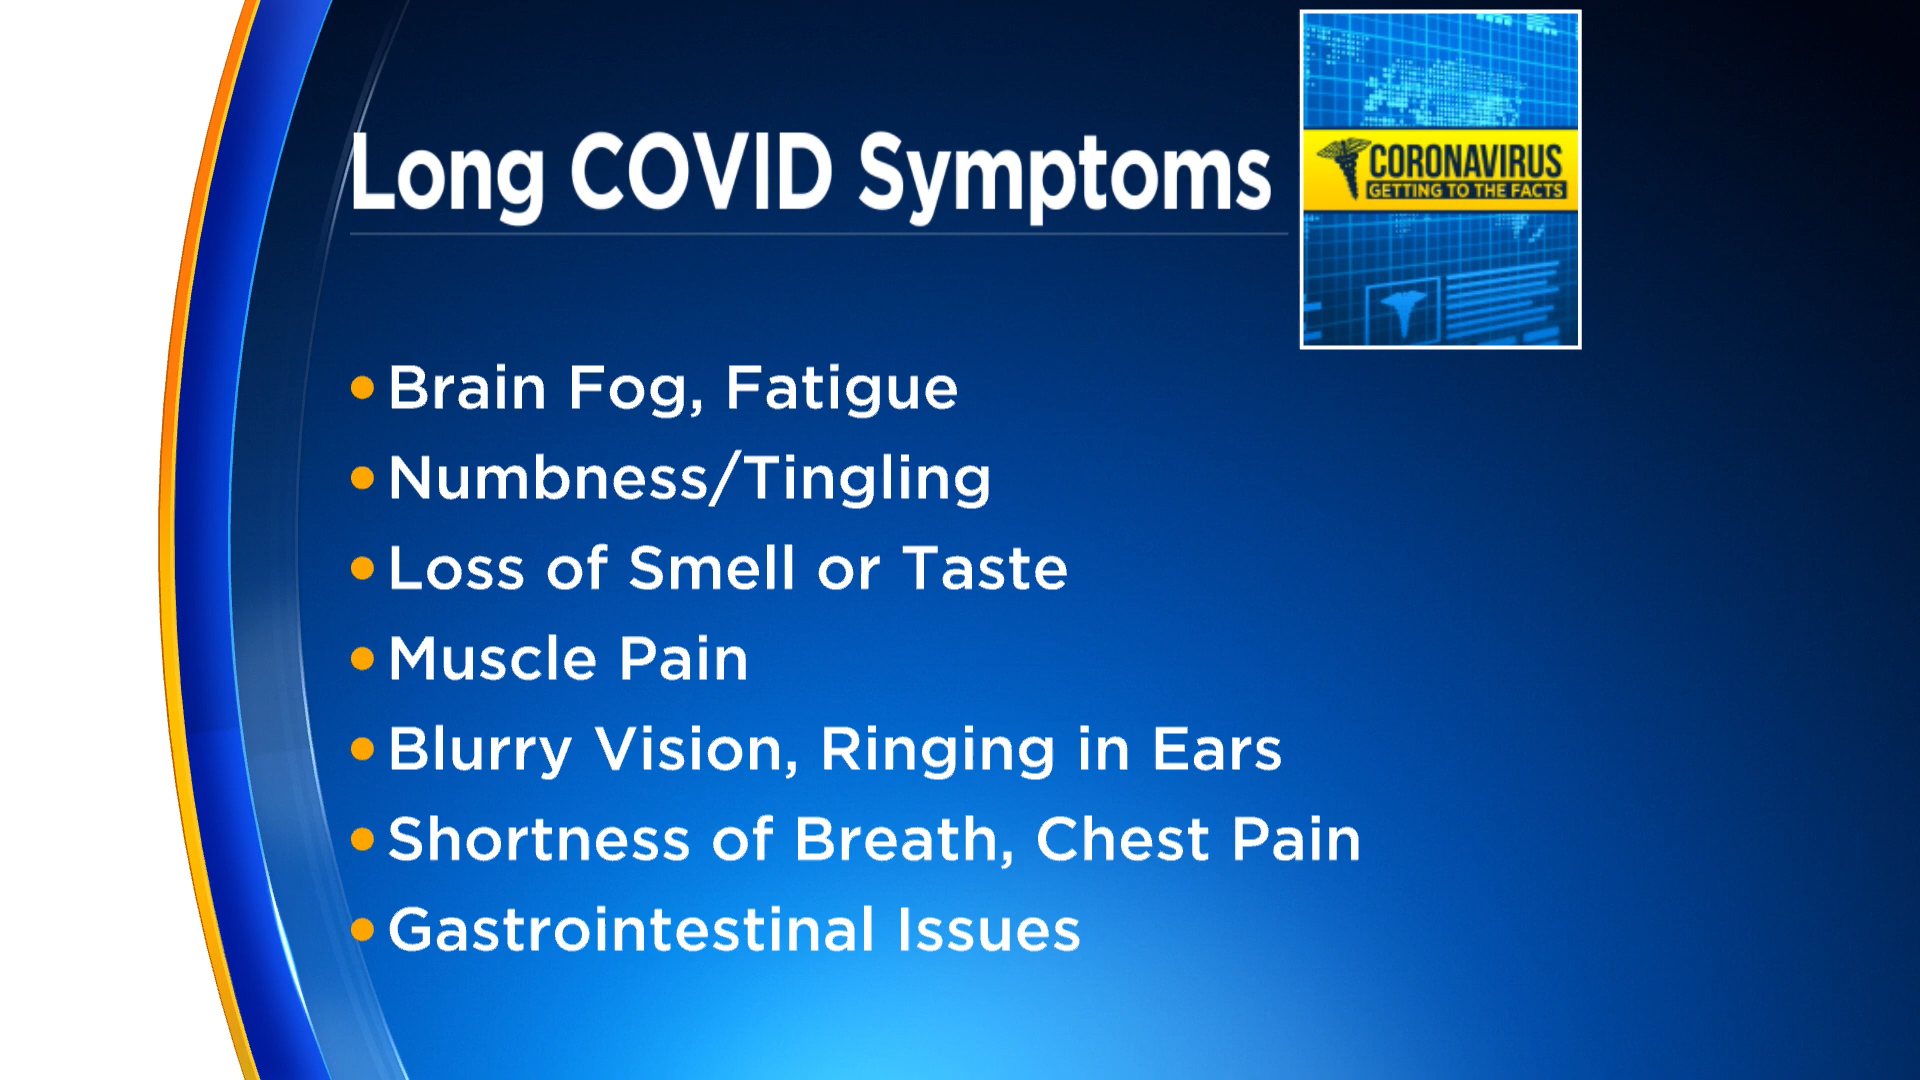 Long COVID Symptoms
CORONAVIRUS
GETTING TO THE FACTS
• Brain Fog, Fatigue
• Numbness/Tingling
• Loss of Smell or Taste
• Muscle Pain
• Blurry Vision, Ringing in Ears
• Shortness of Breath, Chest Pain
• Gastrointestinal Issues